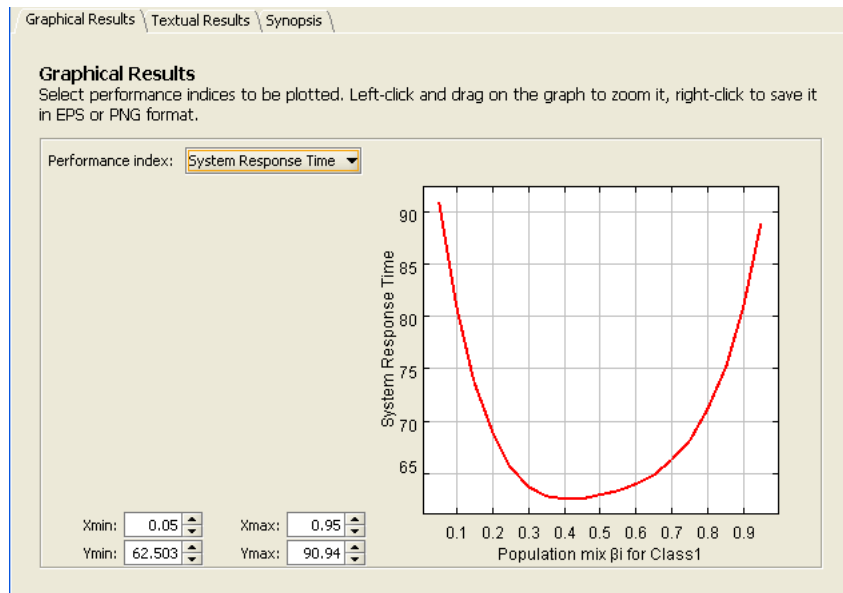 Graphical Results \ Textual Results \ Synopsis \
Graphical Results
Select performance indices to be plotted. Left-click and drag on the graph to zoom it, right-click to save it
in EPS or PNG format.
Performance index: System Response Time
90
85
80
75
70
65
System Response Time
0.1 0.2 0.3 0.4 0.5 0.6 0.7 0.8 0.9
Population mix βi for Class1
Xmin: 0.05 Xmax: 0.95
Ymin: 62.503 Ymax: 90.94